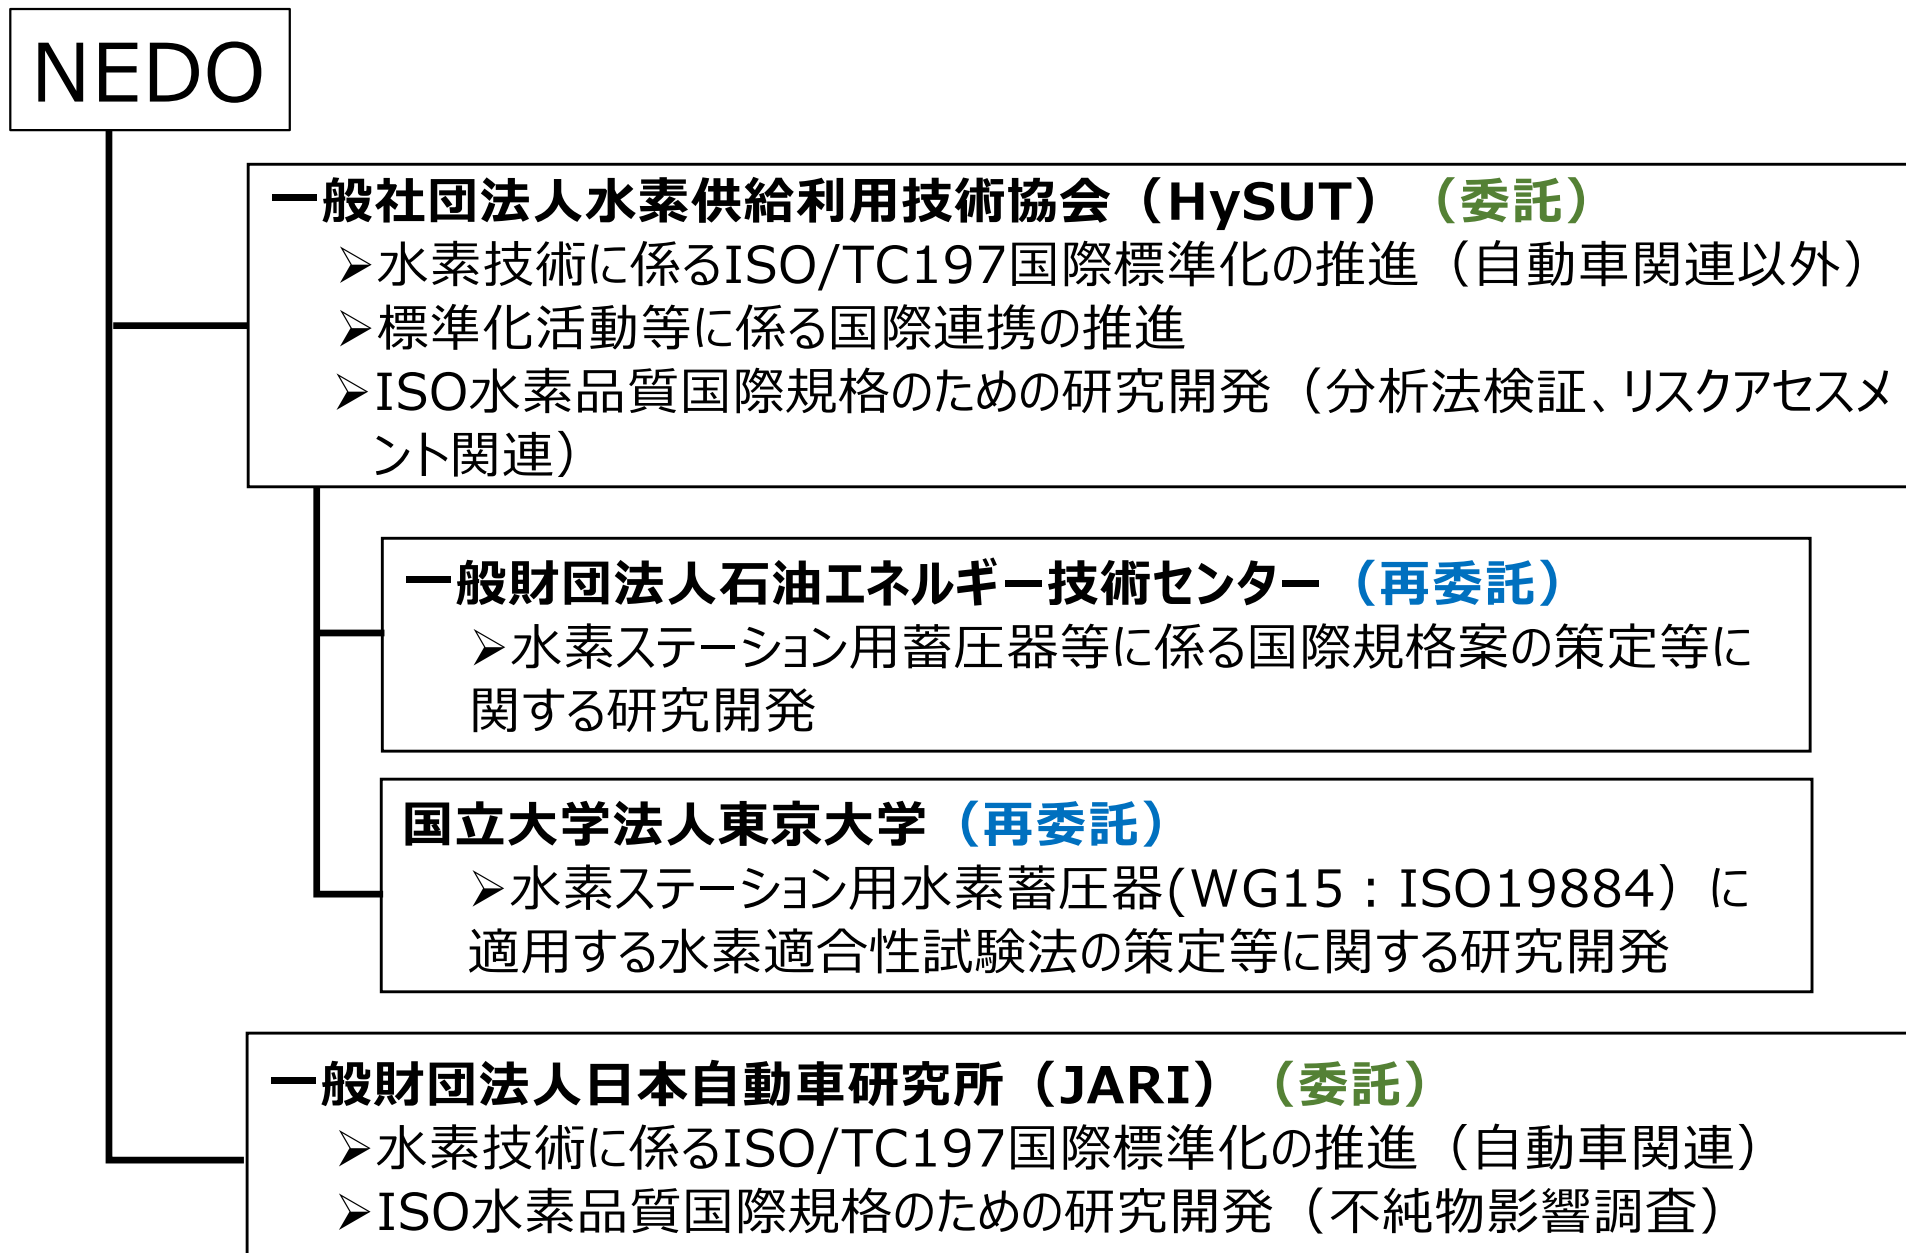 NEDO
一般社団法人水素供給利用技術協会（HySUT）（委託）
➢水素技術に係るISO/TC197国際標準化の推進（自動車関連以外）
➢標準化活動等に係る国際連携の推進
➢ISO水素品質国際規格のための研究開発（分析法検証、リスクアセスメ
ント関連）
一般財団法人石油エネルギー技術センター（再委託）
➢水素ステーション用蓄圧器等に係る国際規格案の策定等に
関する研究開発
国立大学法人東京大学（再委託）
➢水素ステーション用水素蓄圧器(WG15：ISO19884）に
適用する水素適合性試験法の策定等に関する研究開発
一般財団法人日本自動車研究所（JARI）（委託）
➢水素技術に係るISO/TC197国際標準化の推進（自動車関連）
➢ISO水素品質国際規格のための研究開発（不純物影響調査）